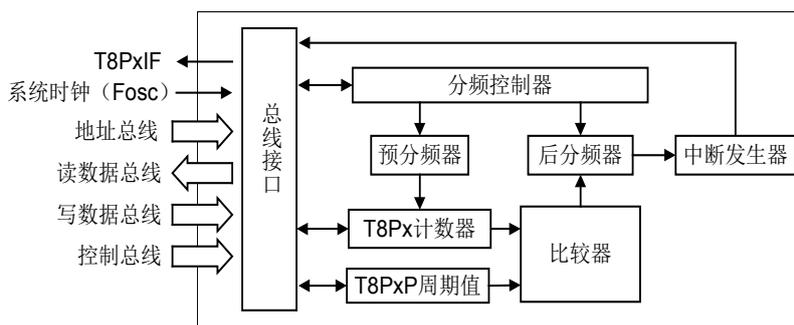 T8PxIF
系统时钟（Fosc）
地址总线
读数据总线
写数据总线
控制总线
总线接口
分频控制器
预分频器
后分频器
中断发生器
T8Px计数器
比较器
T8PxP周期值